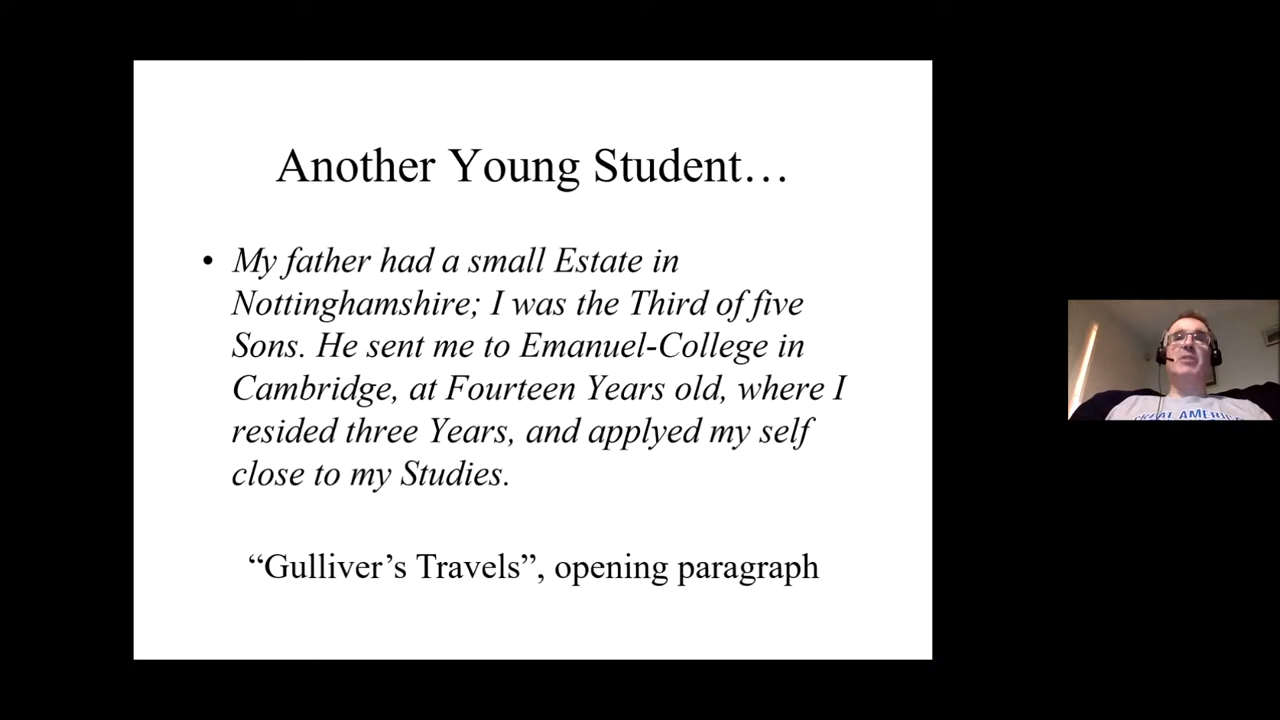 Another Young Student…
• My father had a small Estate in
Nottinghamshire; I was the Third of five
Sons. He sent me to Emanuel-College in
Cambridge, at Fourteen Years old, where I
resided three Years, and applyed my self
close to my Studies.
“Gulliver’s Travels”, opening paragraph